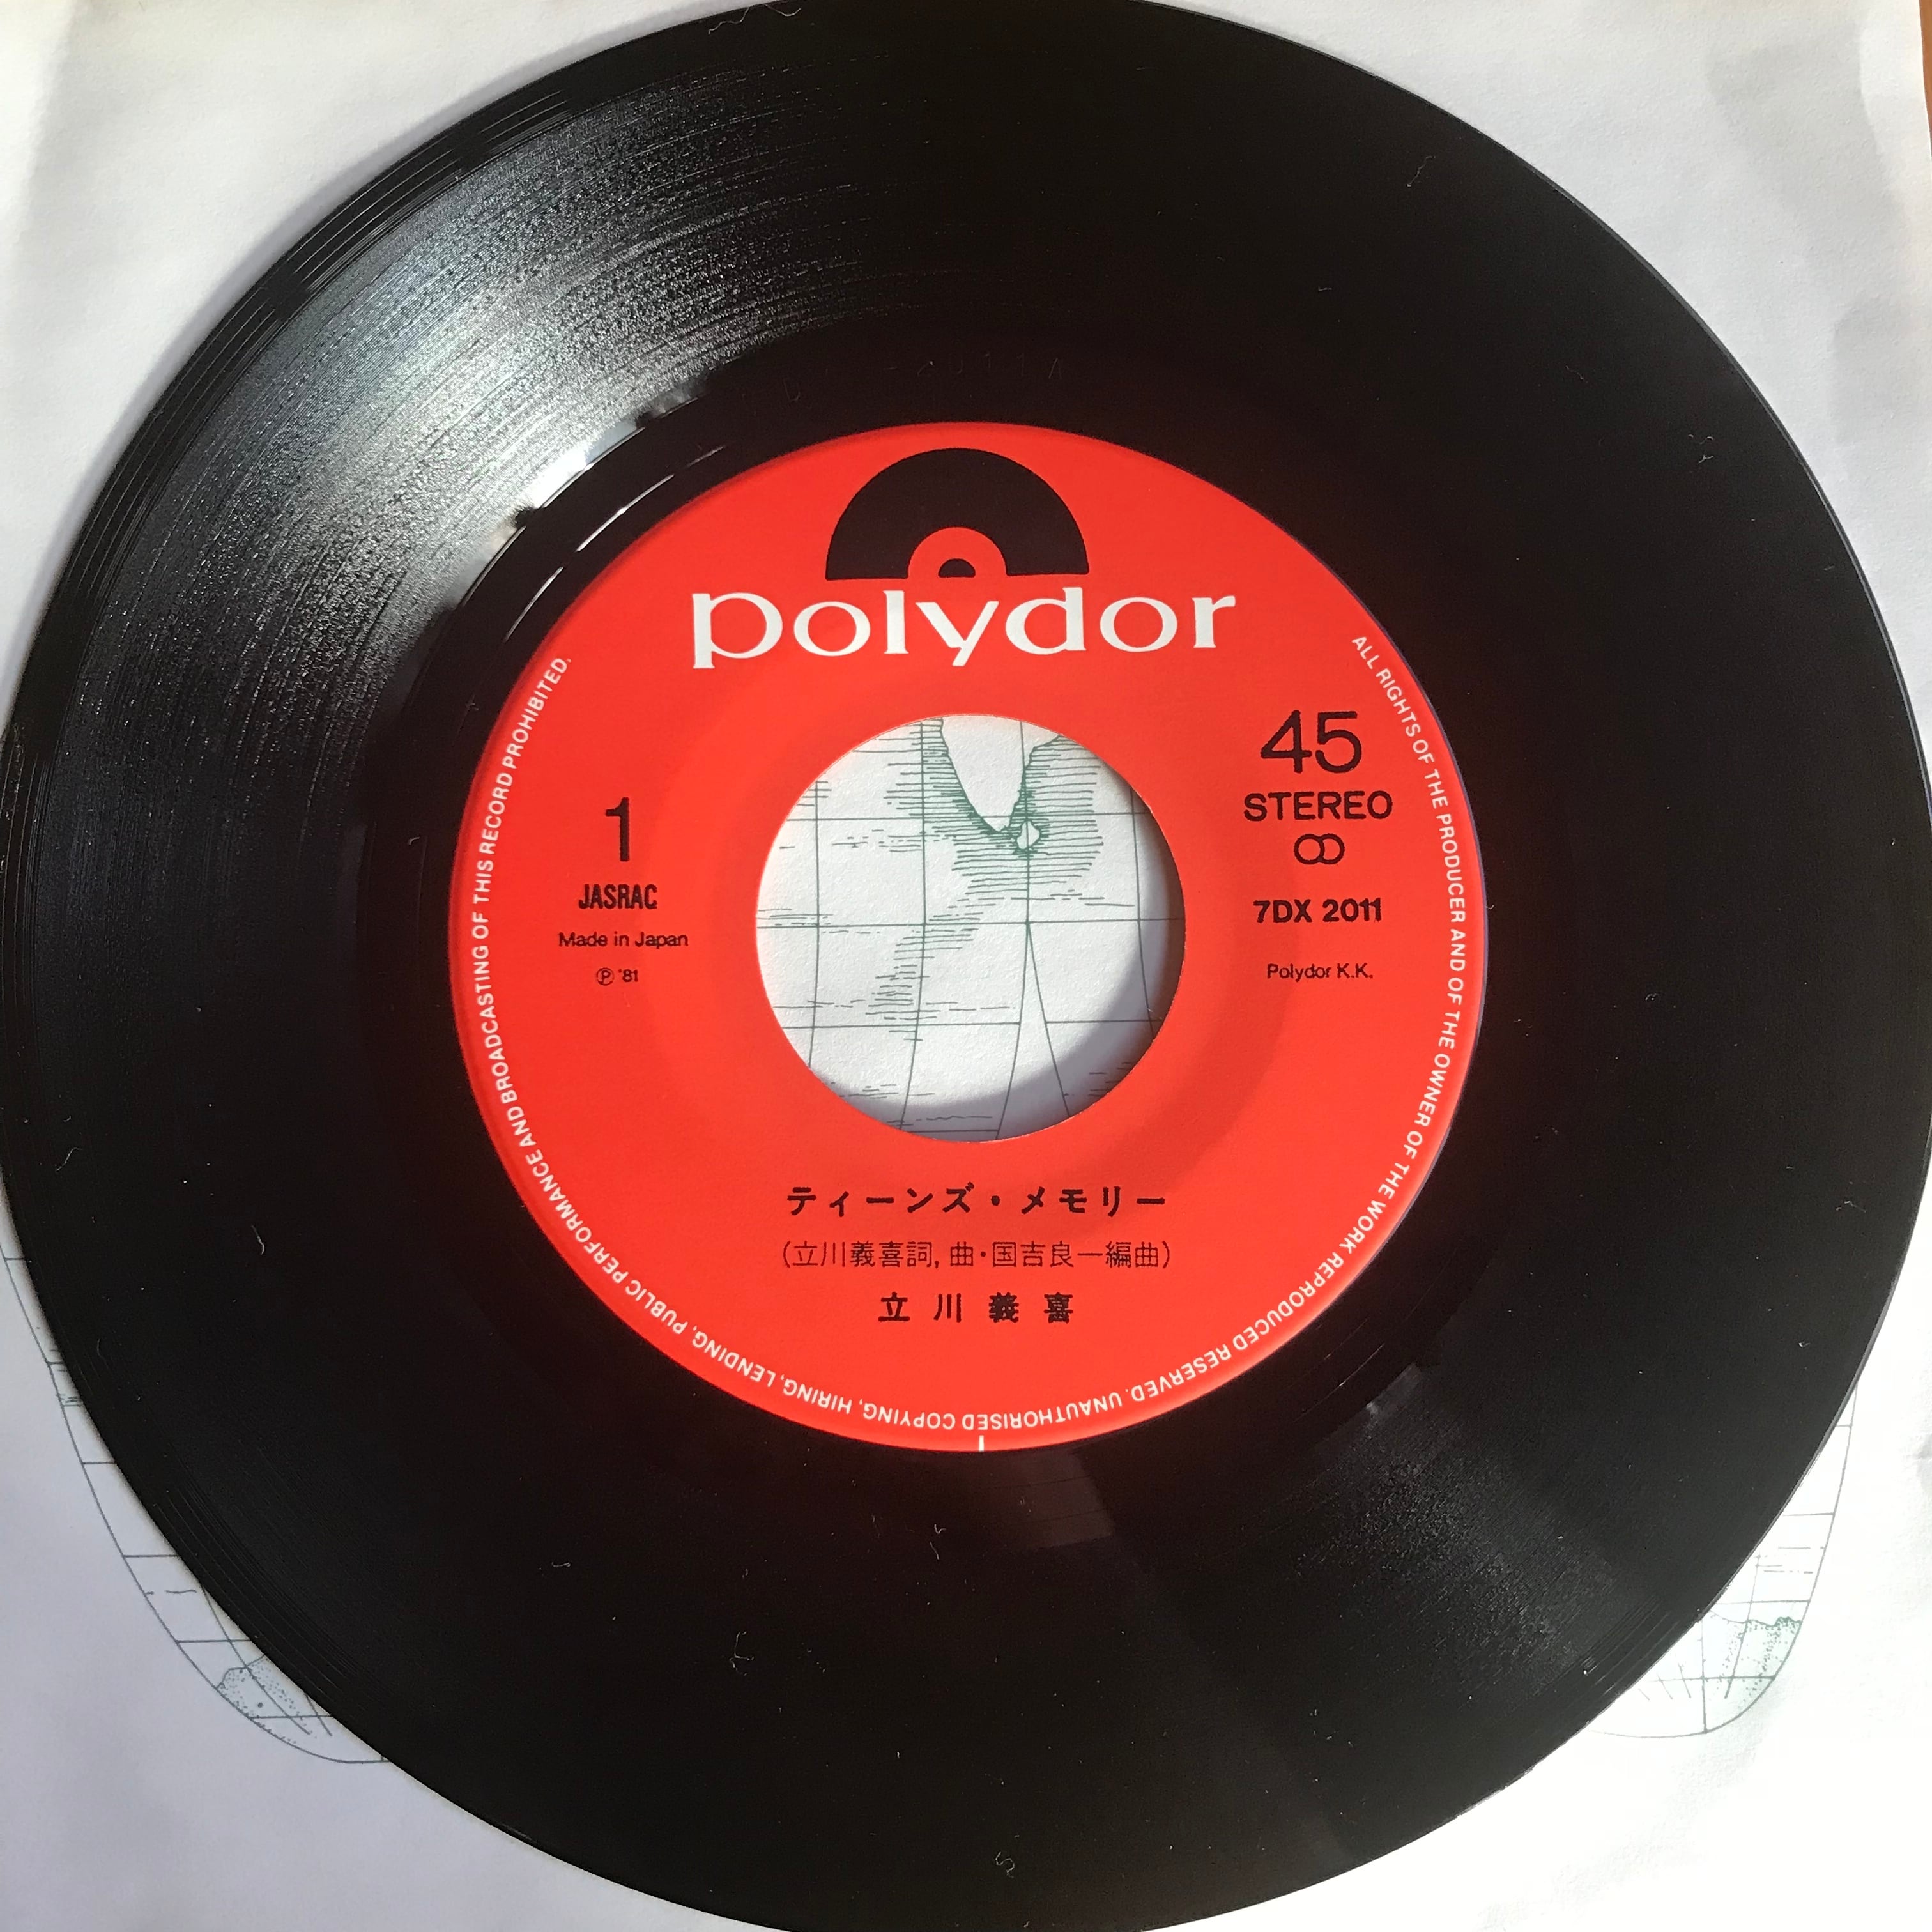 polydor
45
STEREO
7DX 2011
Polydor K.K.
1
JASRAC
Made in Japan
Ⓟ '81
ティーンズ・メモリー
(立川義喜詞, 曲・国吉良一編曲)
立川義喜
ALL RIGHTS OF THE PRODUCER AND OF THE OWNER OF THE WORK REPRODUCED RESERVED. UNAUTHORISED COPYING, HIRING, LENDING, PUBLIC PERFORMANCE AND BROADCASTING OF THIS RECORD PROHIBITED.